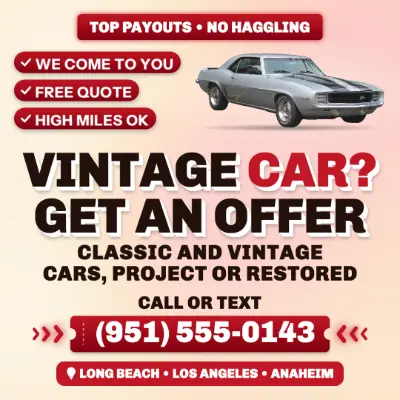 TOP PAYOUTS • NO HAGGLING
✓ WE COME TO YOU
✓ FREE QUOTE
✓ HIGH MILES OK
VINTAGE CAR?
GET AN OFFER
CLASSIC AND VINTAGE
CARS, PROJECT OR RESTORED
CALL OR TEXT
(951) 555-0143
LONG BEACH • LOS ANGELES • ANAHEIM